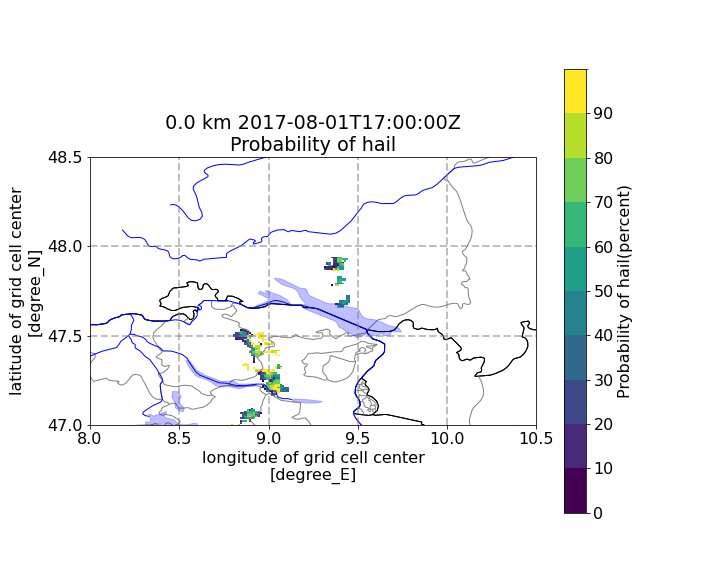 0.0 km 2017-08-01T17:00:00Z
Probability of hail
48.5
48.0
47.5
47.0
latitude of grid cell center
[degree_N]
8.0 8.5 9.0 9.5 10.0 10.5
longitude of grid cell center
[degree_E]
90
80
70
60
50
40
30
20
10
0
Probability of hail(percent)